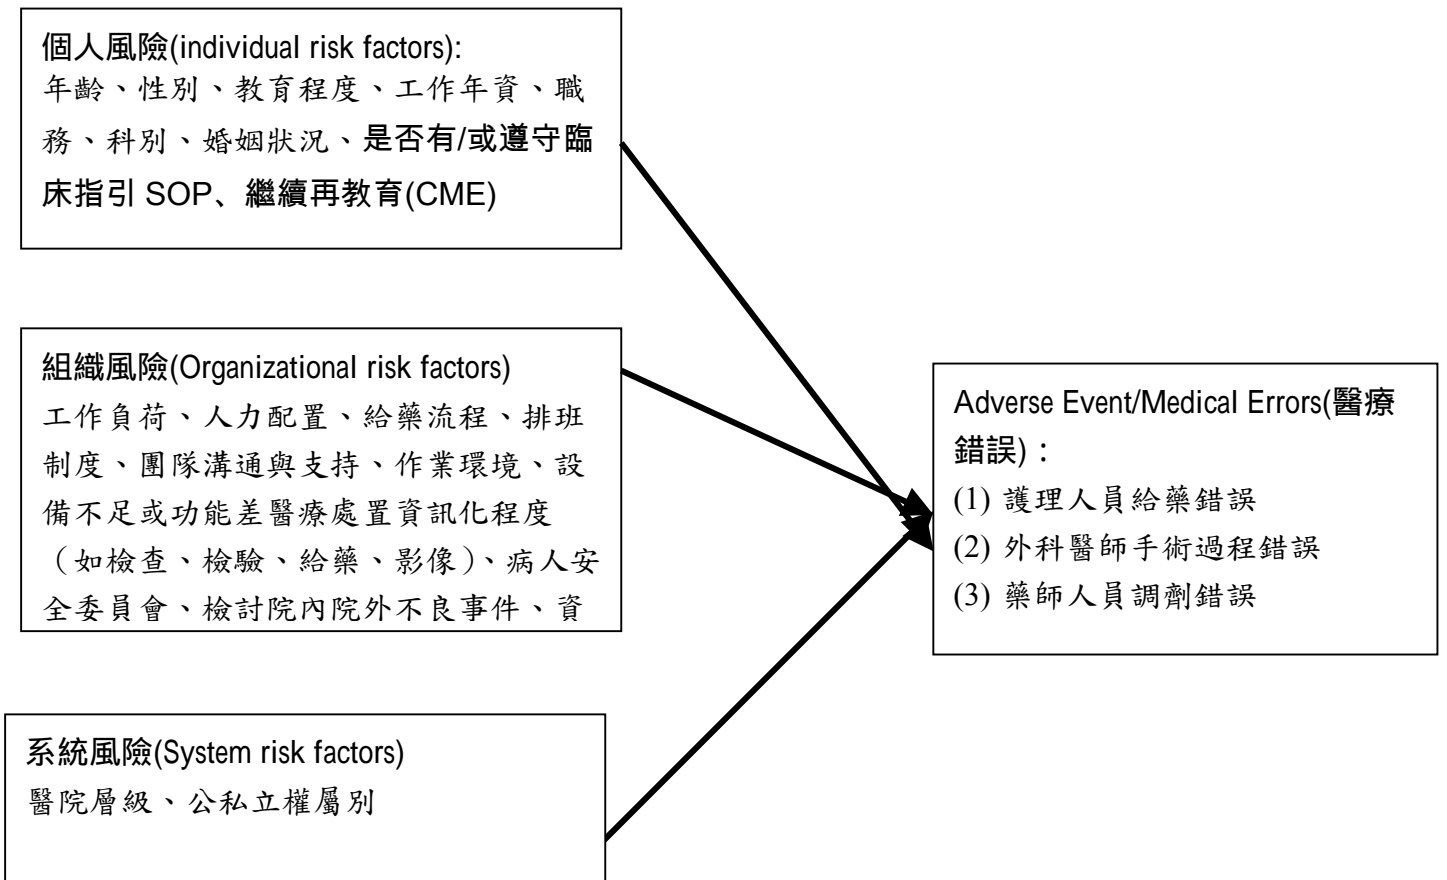 個人風險(individual risk factors):
年齡、性別、教育程度、工作年資、職
務、科別、婚姻狀況、是否有/或遵守臨
床指引 SOP、繼續再教育(CME)
組織風險(Organizational risk factors)
工作負荷、人力配置、給藥流程、排班
制度、團隊溝通與支持、作業環境、設
備不足或功能差醫療處置資訊化程度
（如檢查、檢驗、給藥、影像）、病人安
全委員會、檢討院內院外不良事件、資
系統風險(System risk factors)
醫院層級、公私立權屬別
Adverse Event/Medical Errors(醫療
錯誤)：
(1) 護理人員給藥錯誤
(2) 外科醫師手術過程錯誤
(3) 藥師人員調劑錯誤